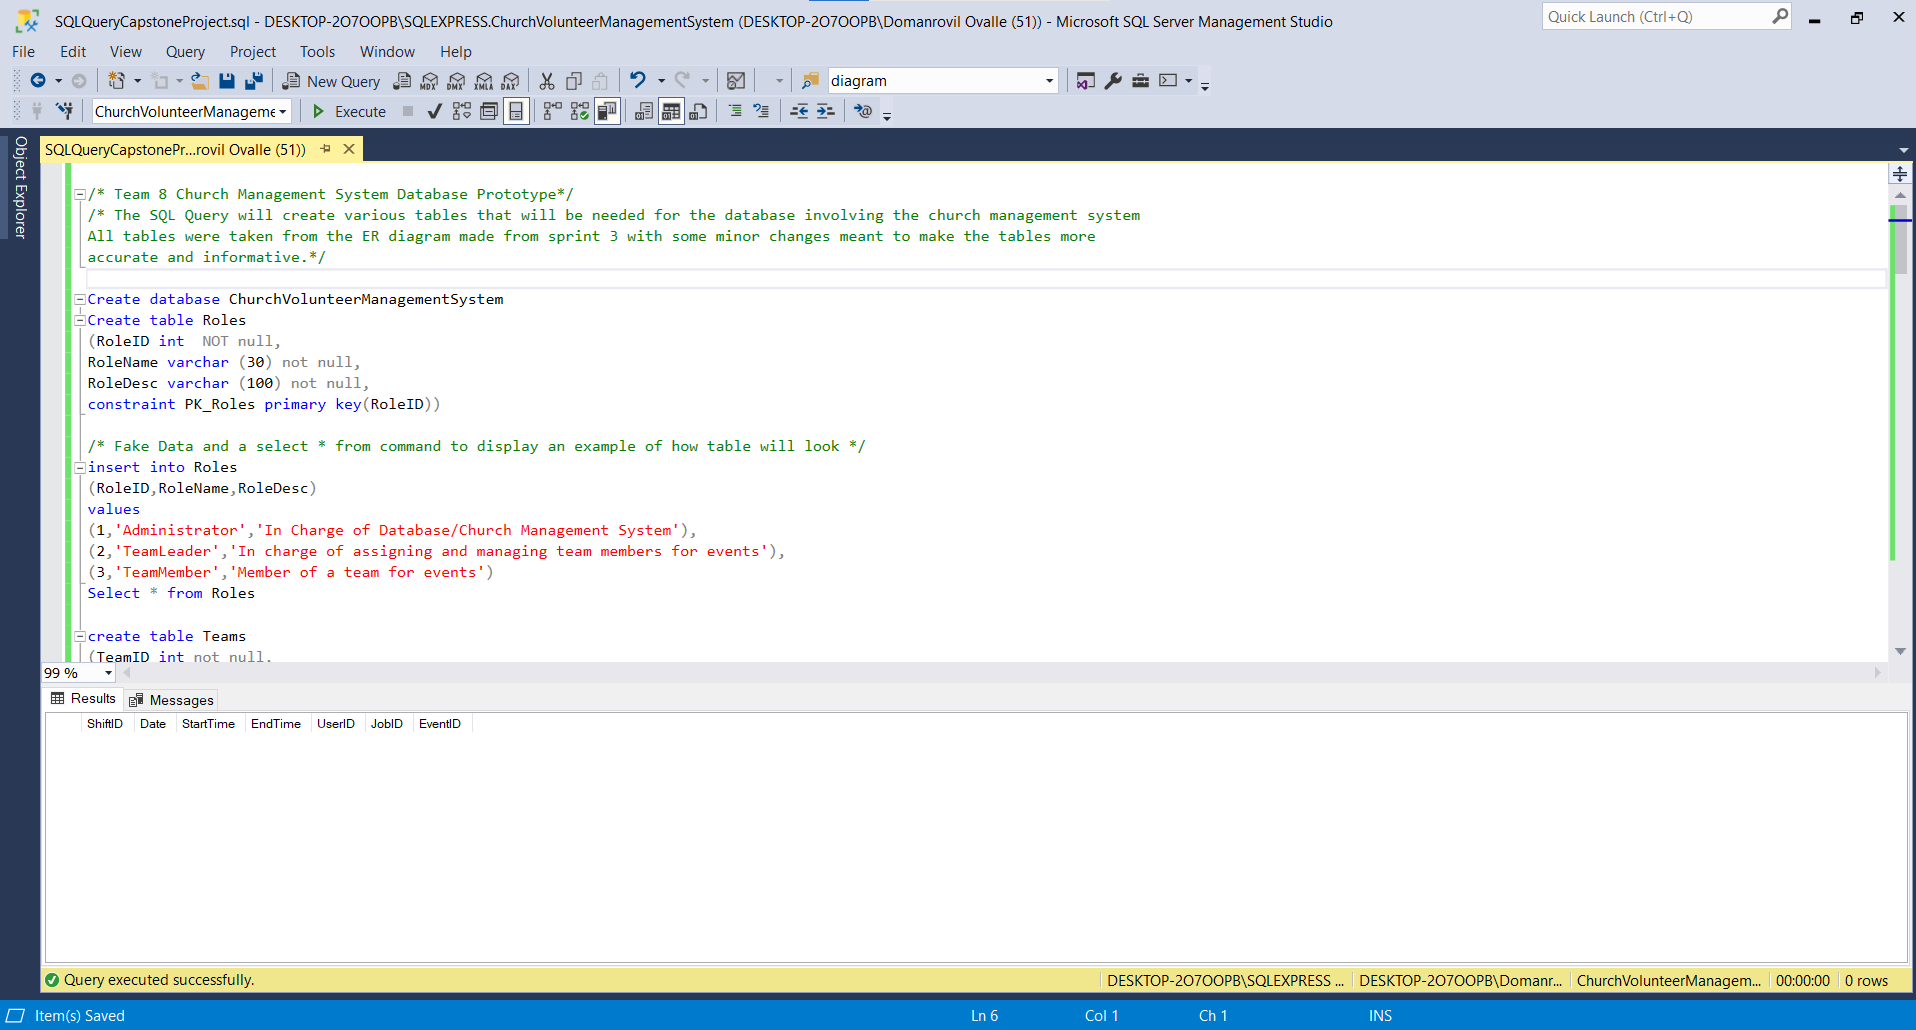 SQLQueryCapstoneProject.sql - DESKTOP-2O7OOPB\SQLEXPRESS.ChurchVolunteerManagementSystem (DESKTOP-2O7OOPB\Domanrovil Ovalle (51)) - Microsoft SQL Server Management Studio
Quick Launch (Ctrl+Q)
File Edit View Query Project Tools Window Help
New Query MDX DMX XMLA DAX diagram
ChurchVolunteerManageme Execute
Object Explorer
SQLQueryCapstonePr...rovil Ovalle (51))
/* Team 8 Church Management System Database Prototype*/
/* The SQL Query will create various tables that will be needed for the database involving the church management system
All tables were taken from the ER diagram made from sprint 3 with some minor changes meant to make the tables more
accurate and informative.*/
Create database ChurchVolunteerManagementSystem
Create table Roles
(RoleID int  NOT null,
RoleName varchar (30) not null,
RoleDesc varchar (100) not null,
constraint PK_Roles primary key(RoleID))
/* Fake Data and a select * from command to display an example of how table will look */
insert into Roles
(RoleID,RoleName,RoleDesc)
values
(1,'Administrator','In Charge of Database/Church Management System'),
(2,'TeamLeader','In charge of assigning and managing team members for events'),
(3,'TeamMember','Member of a team for events')
Select * from Roles
create table Teams
(TeamID int not null,
99 %
Results Messages
ShiftID Date StartTime EndTime UserID JobID EventID
Query executed successfully.
DESKTOP-2O7OOPB\SQLEXPRESS ... DESKTOP-2O7OOPB\Domanr... ChurchVolunteerManagem... 00:00:00 0 rows
Item(s) Saved Ln 6 Col 1 Ch 1 INS